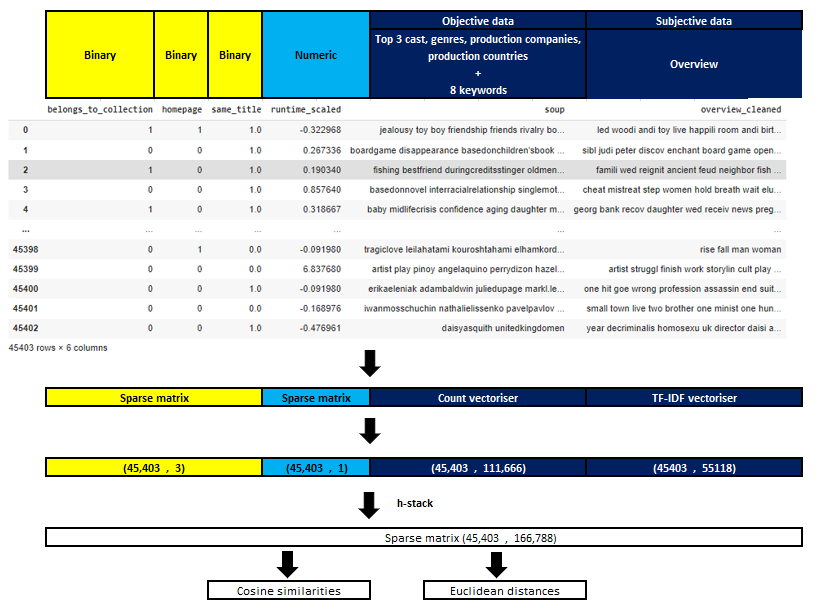 Objective data Subjective data
Binary Binary Binary Numeric Top 3 cast, genres, production companies,
production countries
+
8 keywords Overview
belongs_to_collection homepage same_title runtime_scaled soup overview_cleaned
0 1 1 1.0 -0.322968 jealousy toy boy friendship friends rivalry bo... led woodi andi toy live happili room andi birt...
1 0 0 1.0 0.267336 boardgame disappearance basedonchildren'sbook ... sibl judi peter discov enchant board game open...
2 1 0 1.0 0.190340 fishing bestfriend duringcreditsstinger oldmen... famili wed reignit ancient feud neighbor fish ...
3 0 0 1.0 0.857640 basedonnovel interracialrelationship singlemot... cheat mistreat step women hold breath wait elu...
4 1 0 1.0 0.318667 baby midlifecrisis confidence aging daughter m... georg bank recov daughter wed receiv news preg...
... ... ... ... ... ... ...
45398 0 1 0.0 -0.091980 tragiclove leilahatami kouroshtahami elhamkord... rise fall man woman
45399 0 0 0.0 6.837680 artist play pinoy angelaquino perrydizon hazel... artist struggl finish work storylin cult play ...
45400 0 0 1.0 -0.091980 erikaeleniak adambaldwin juliedupage markl.le... one hit goe wrong profession assassin end suit...
45401 0 0 0.0 -0.168976 iwanmosschuchin nathalielissenko pavelpavlov ... small town live two brother one minist one hun...
45402 0 0 1.0 -0.476961 daisyasquith unitedkingdom year decriminalis homosexu uk director daisi a...
45403 rows × 6 columns
Sparse matrix Sparse matrix Count vectoriser TF-IDF vectoriser
(45,403 , 3) (45,403 , 1) (45,403 , 111,666) (45403 , 55118)
h-stack
Sparse matrix (45,403 , 166,788)
Cosine similarities Euclidean distances